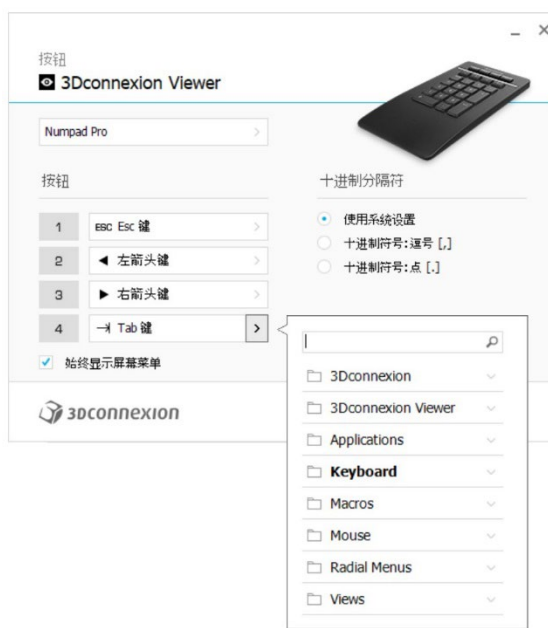 按钮
3Dconnexion Viewer
Numpad Pro
按钮
1 ESC Esc 键
2 左箭头键
3 右箭头键
4 Tab 键
始终显示屏幕菜单
十进制分隔符
使用系统设置
十进制符号:逗号 [,]
十进制符号:点 [.]
3Dconnexion
3Dconnexion
3Dconnexion Viewer
Applications
Keyboard
Macros
Mouse
Radial Menus
Views